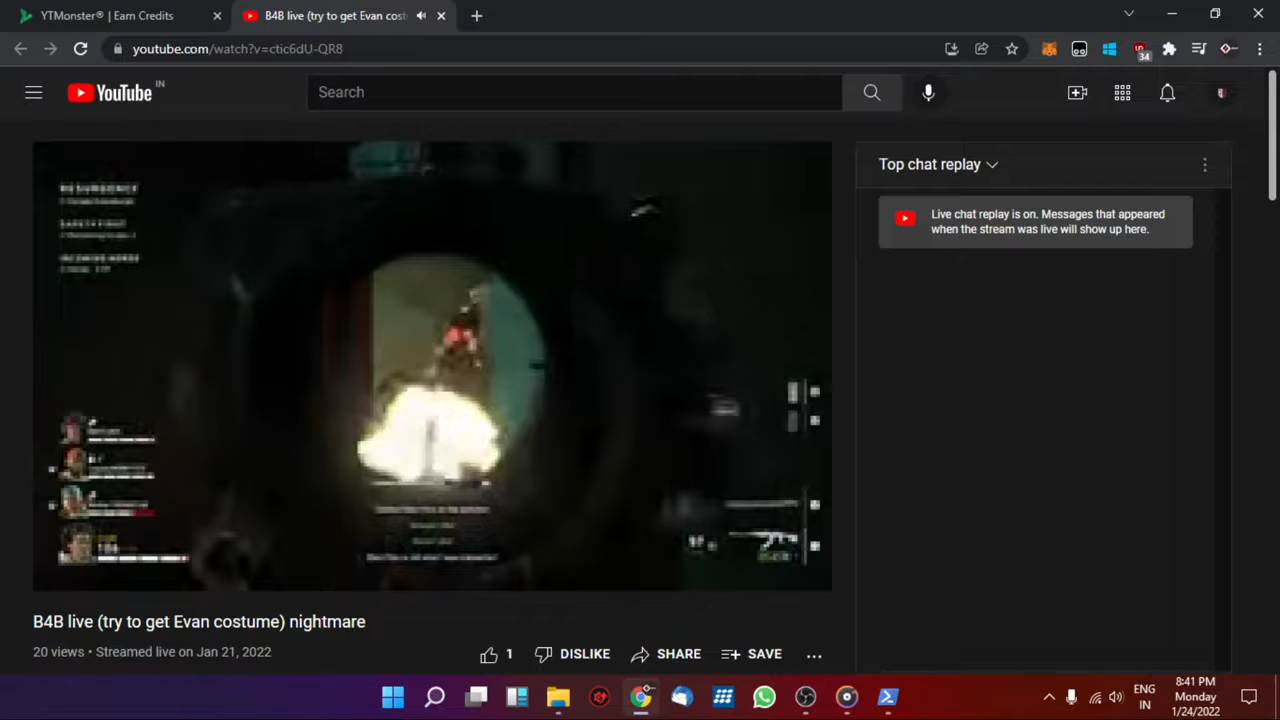 YTMonster® | Earn Credits
B4B live (try to get Evan cost
youtube.com/watch?v=ctic6dU-QR8
34
YouTube IN
Search
Top chat replay
Live chat replay is on. Messages that appeared
when the stream was live will show up here.
RESURGENCE
B4B live (try to get Evan costume) nightmare
20 views • Streamed live on Jan 21, 2022
1
DISLIKE
SHARE
SAVE
ENG
IN
8:41 PM
Monday
1/24/2022